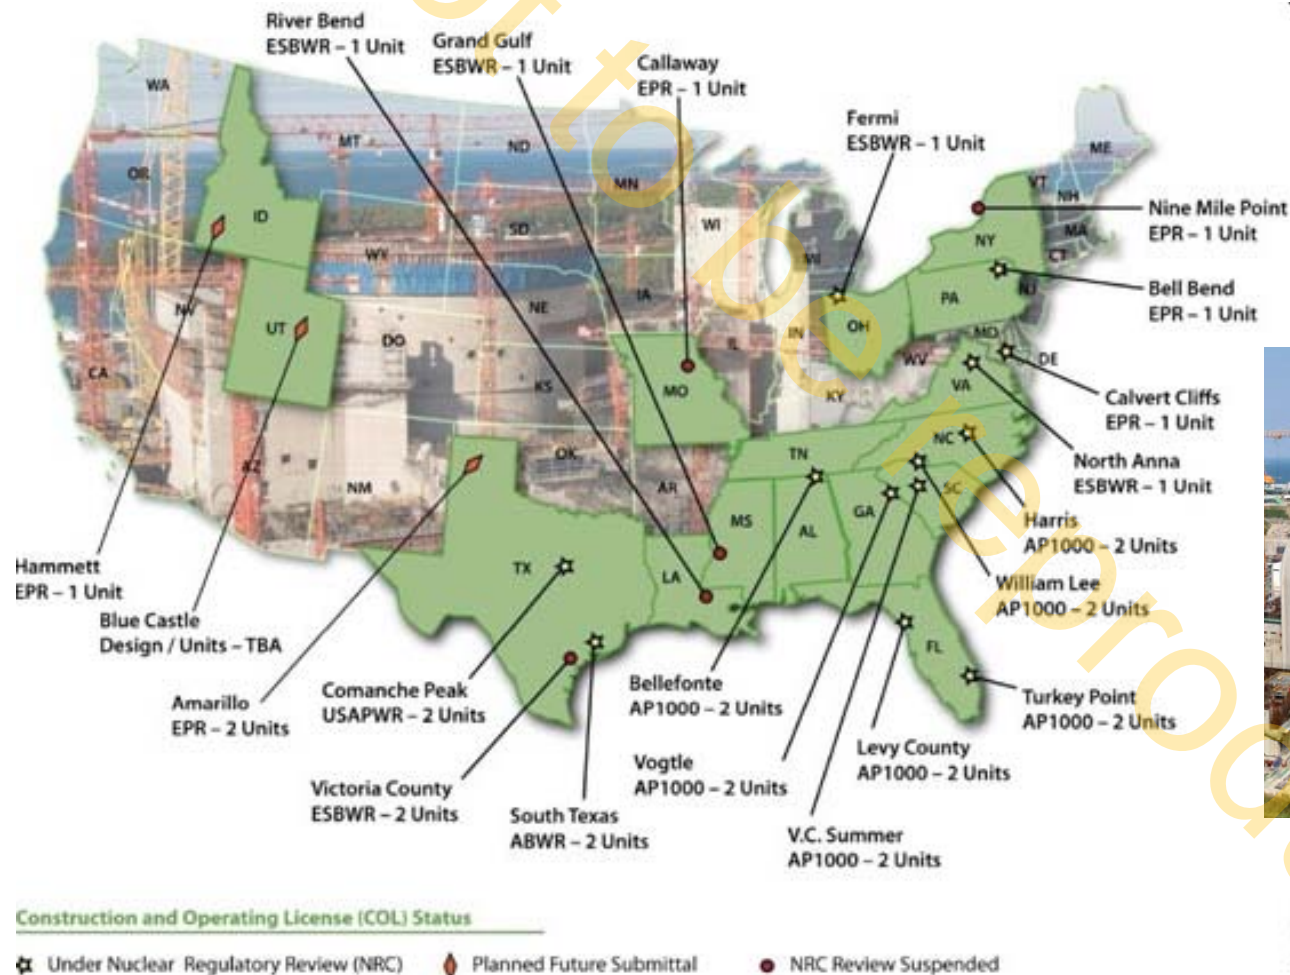 River Bend
ESBWR – 1 Unit
Grand Gulf
ESBWR – 1 Unit
Callaway
EPR – 1 Unit
Fermi
ESBWR – 1 Unit
Nine Mile Point
EPR – 1 Unit
Bell Bend
EPR – 1 Unit
Calvert Cliffs
EPR – 1 Unit
North Anna
ESBWR – 1 Unit
Harris
AP1000 – 2 Units
William Lee
AP1000 – 2 Units
Turkey Point
AP1000 – 2 Units
Levy County
AP1000 – 2 Units
V.C. Summer
AP1000 – 2 Units
Vogtle
AP1000 – 2 Units
Bellefonte
AP1000 – 2 Units
South Texas
ABWR – 2 Units
Victoria County
ESBWR – 2 Units
Comanche Peak
USAPWR – 2 Units
Amarillo
EPR – 2 Units
Blue Castle
Design / Units – TBA
Hammett
EPR – 1 Unit
WA
MT
ND
MN
WI
MI
ME
VT
NH
MA
CT
NY
OR
ID
WY
SD
IA
IL
IN
OH
PA
NJ
MD
DE
WV
VA
KY
NV
UT
CO
NE
KS
MO
CA
AZ
NM
OK
AR
TN
NC
SC
MS
AL
GA
TX
LA
FL
Construction and Operating License (COL) Status
Under Nuclear Regulatory Review (NRC)
Planned Future Submittal
NRC Review Suspended
to be